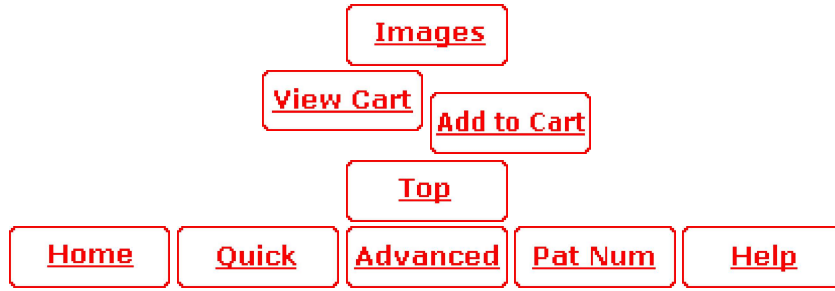 Images
View Cart
Add to Cart
Top
Home Quick Advanced Pat Num Help